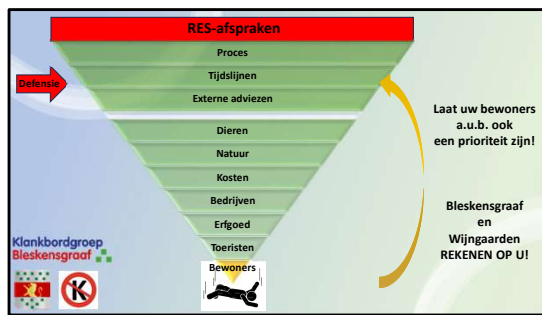 RES-afspraken
Proces
Defensie
Tijdslijnen
Externe adviezen
Dieren
Natuur
Kosten
Bedrijven
Erfgoed
Toeristen
Bewoners
Laat uw bewoners
a.u.b. ook
een prioriteit zijn!
Bleskensgraaf
en
Wijngaarden
REKENEN OP U!
Klankbordgroep
Bleskensgraaf
K